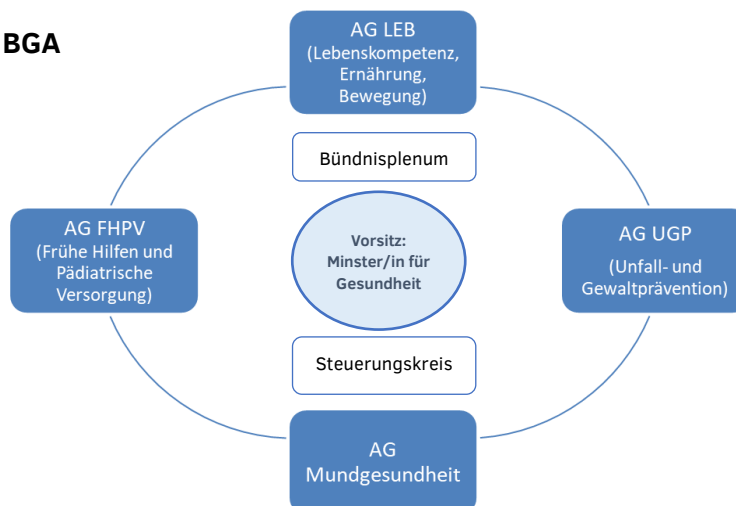 BGA
AG LEB
(Lebenskompetenz,
Ernährung,
Bewegung)
Bündnisplenum
AG FHPV
(Frühe Hilfen und
Pädiatrische
Versorgung)
Vorsitz:
Minster/in für
Gesundheit
AG UGP
(Unfall- und
Gewaltprävention)
Steuerungskreis
AG
Mundgesundheit